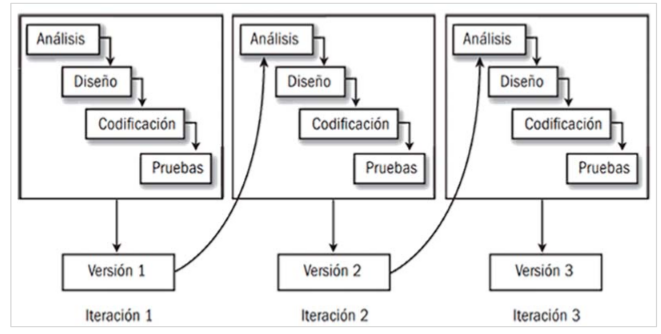 Análisis
Diseño
Codificación
Pruebas
Versión 1
Iteración 1
Análisis
Diseño
Codificación
Pruebas
Versión 2
Iteración 2
Análisis
Diseño
Codificación
Pruebas
Versión 3
Iteración 3